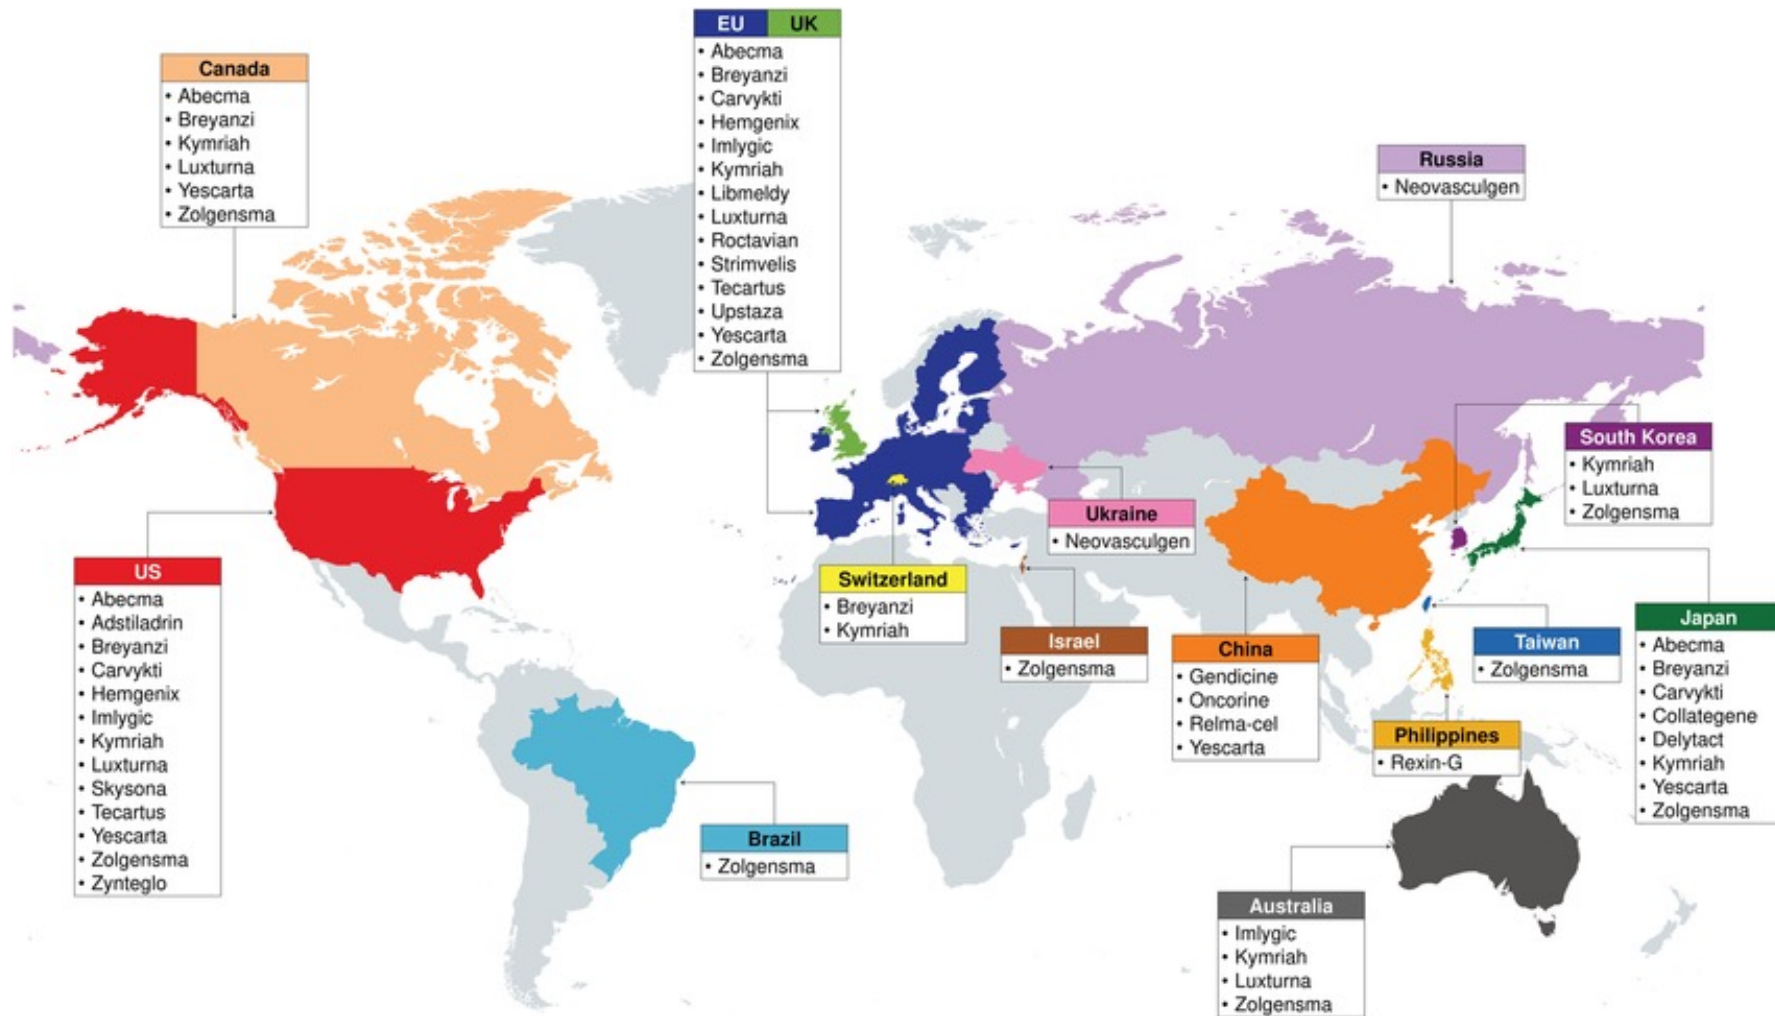 EU UK
• Abecma
• Breyanzi
• Carvykti
• Hemgenix
• Imlygic
• Kymriah
• Libmeldy
• Luxturna
• Roctavian
• Strimvelis
• Tecartus
• Upstaza
• Yescarta
• Zolgensma
Canada
• Abecma
• Breyanzi
• Kymriah
• Luxturna
• Yescarta
• Zolgensma
Russia
• Neovasculgen
South Korea
• Kymriah
• Luxturna
• Zolgensma
Ukraine
• Neovasculgen
US
• Abecma
• Adstiladrin
• Breyanzi
• Carvykti
• Hemgenix
• Imlygic
• Kymriah
• Luxturna
• Skysona
• Tecartus
• Yescarta
• Zolgensma
• Zynteglo
Switzerland
• Breyanzi
• Kymriah
Israel
• Zolgensma
China
• Gendicine
• Oncorine
• Relma-cel
• Yescarta
Taiwan
• Zolgensma
Japan
• Abecma
• Breyanzi
• Carvykti
• Collategene
• Delytact
• Kymriah
• Yescarta
• Zolgensma
Philippines
• Rexin-G
Brazil
• Zolgensma
Australia
• Imlygic
• Kymriah
• Luxturna
• Zolgensma